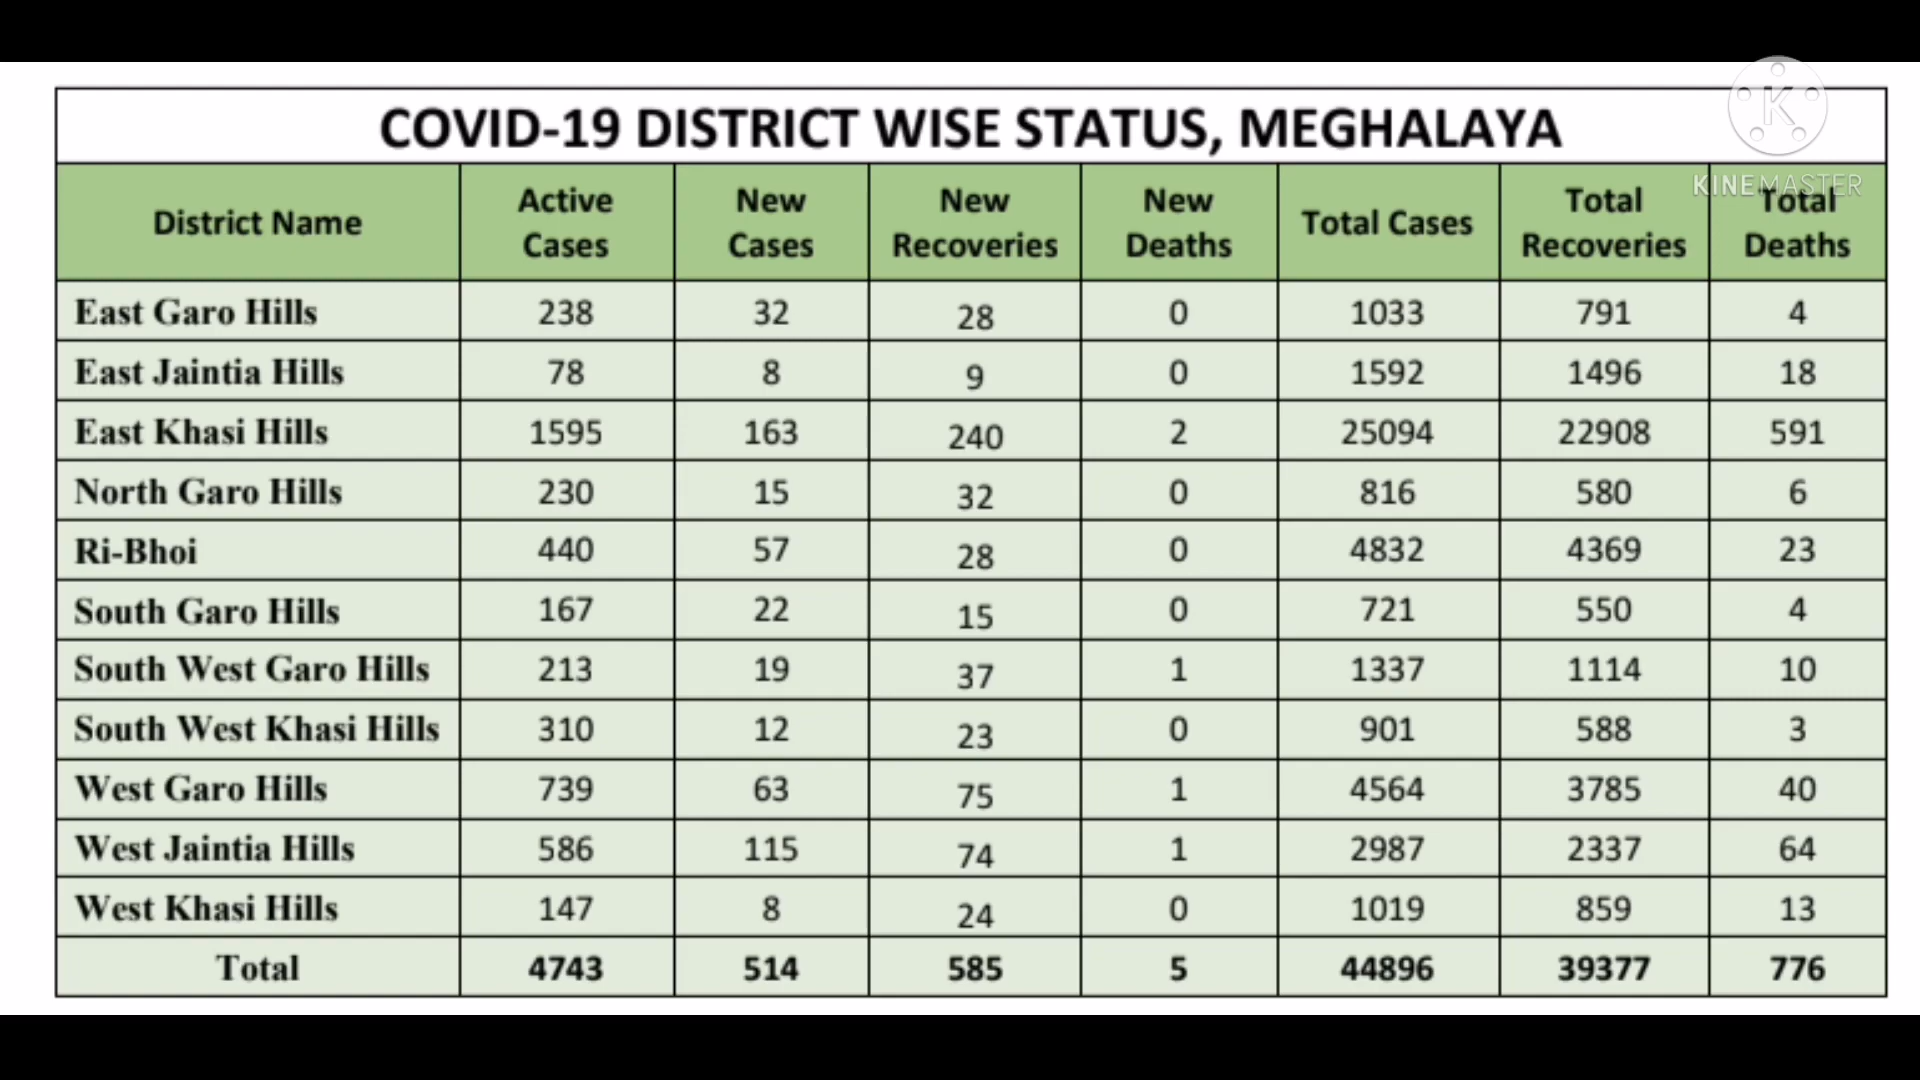 COVID-19 DISTRICT WISE STATUS, MEGHALAYA
KINEMASTER
District Name Active Cases New Cases New Recoveries New Deaths Total Cases Total Recoveries Total Deaths
East Garo Hills 238 32 28 0 1033 791 4
East Jaintia Hills 78 8 9 0 1592 1496 18
East Khasi Hills 1595 163 240 2 25094 22908 591
North Garo Hills 230 15 32 0 816 580 6
Ri-Bhoi 440 57 28 0 4832 4369 23
South Garo Hills 167 22 15 0 721 550 4
South West Garo Hills 213 19 37 1 1337 1114 10
South West Khasi Hills 310 12 23 0 901 588 3
West Garo Hills 739 63 75 1 4564 3785 40
West Jaintia Hills 586 115 74 1 2987 2337 64
West Khasi Hills 147 8 24 0 1019 859 13
Total 4743 514 585 5 44896 39377 776